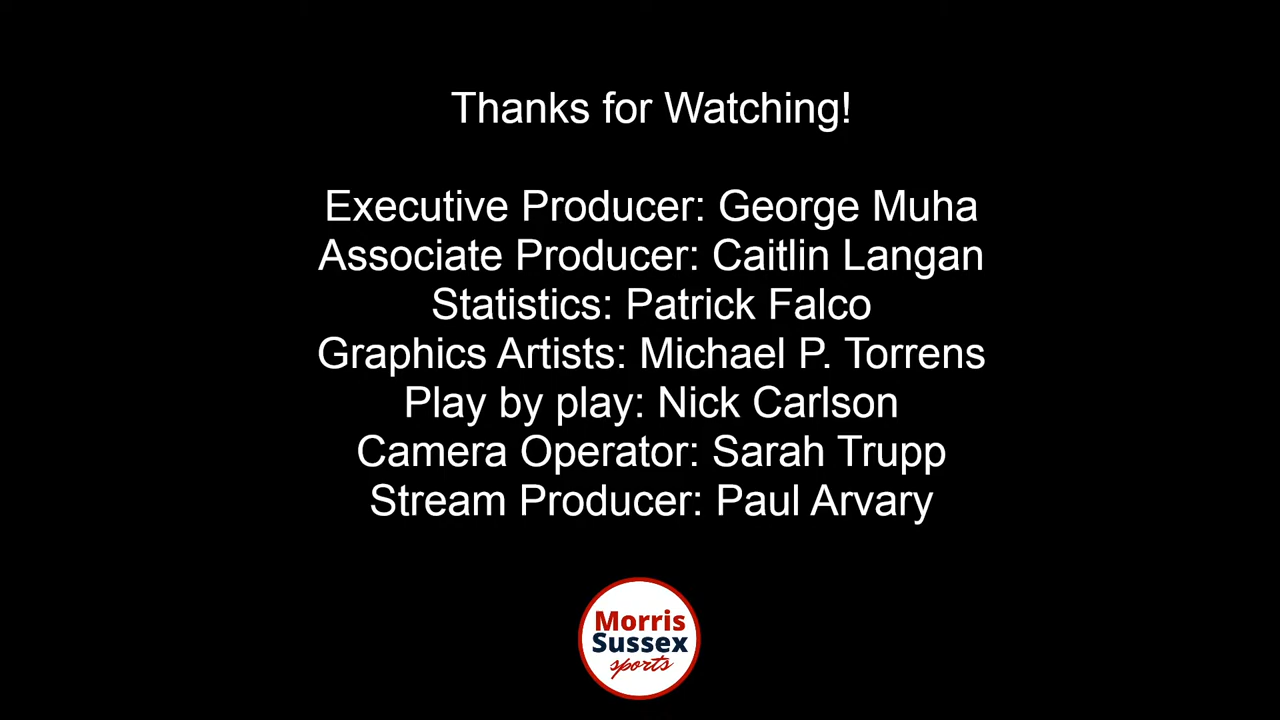 Thanks for Watching!
Executive Producer: George Muha
Associate Producer: Caitlin Langan
Statistics: Patrick Falco
Graphics Artists: Michael P. Torrens
Play by play: Nick Carlson
Camera Operator: Sarah Trupp
Stream Producer: Paul Arvary
Morris
Sussex
sports